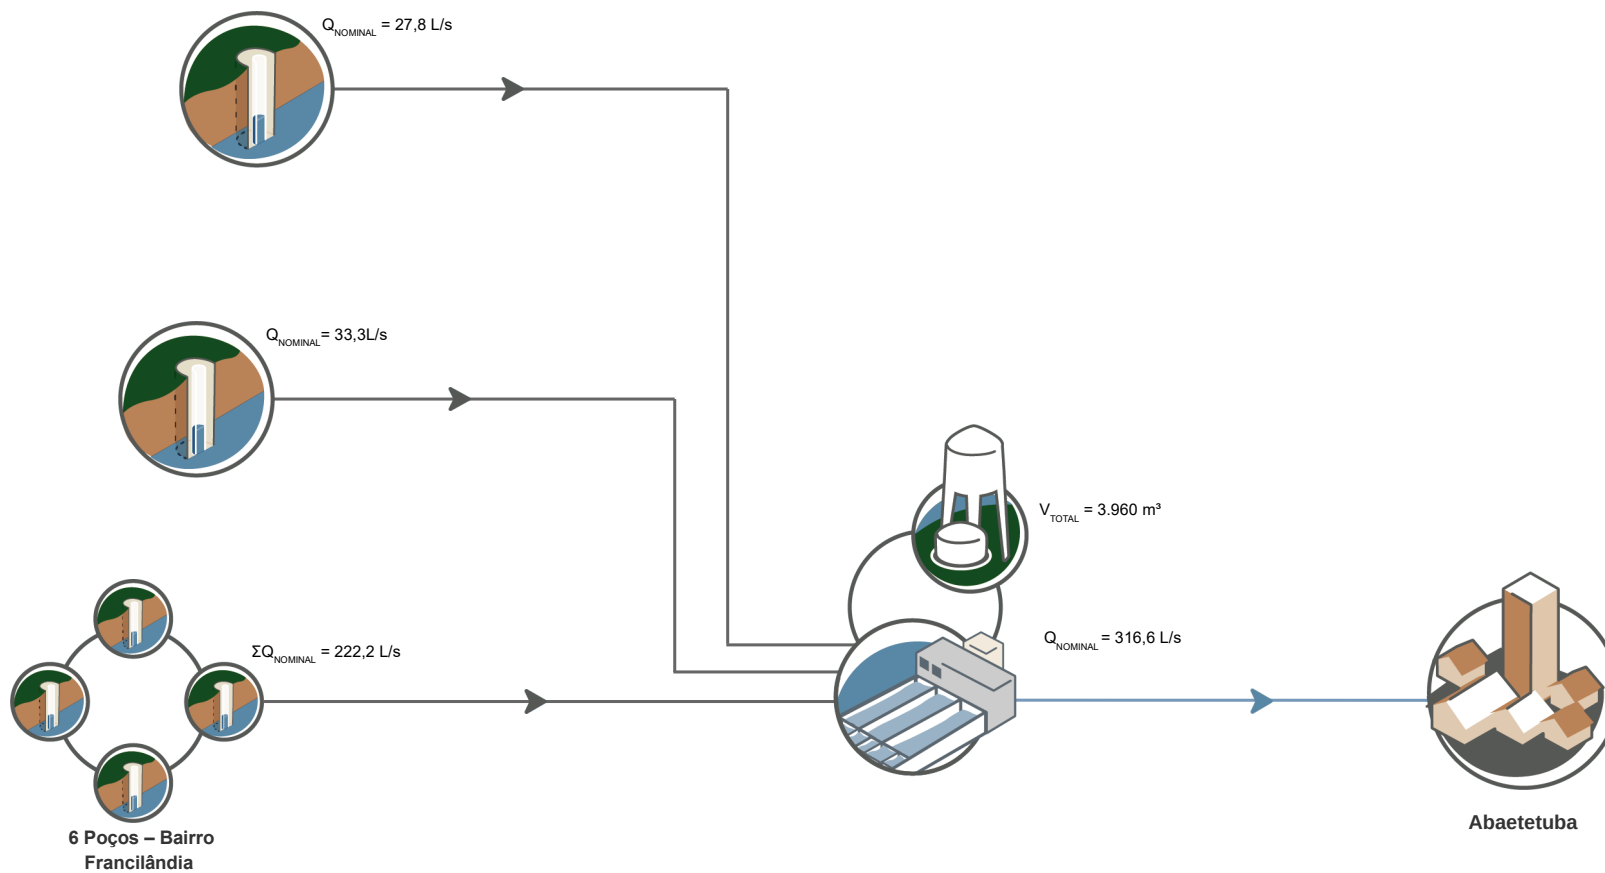 QNOMINAL = 27,8 L/s
QNOMINAL = 33,3L/s
VTOTAL = 3.960 m³
QNOMINAL = 316,6 L/s
ΣQNOMINAL = 222,2 L/s
6 Poços – Bairro
Francilândia
Abaetetuba